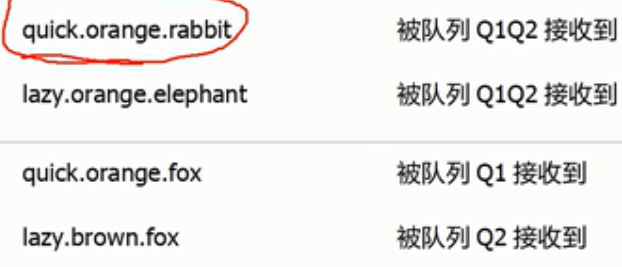 quick.orange.rabbit 被队列 Q1Q2 接收到
lazy.orange.elephant 被队列 Q1Q2 接收到
quick.orange.fox 被队列 Q1 接收到
lazy.brown.fox 被队列 Q2 接收到